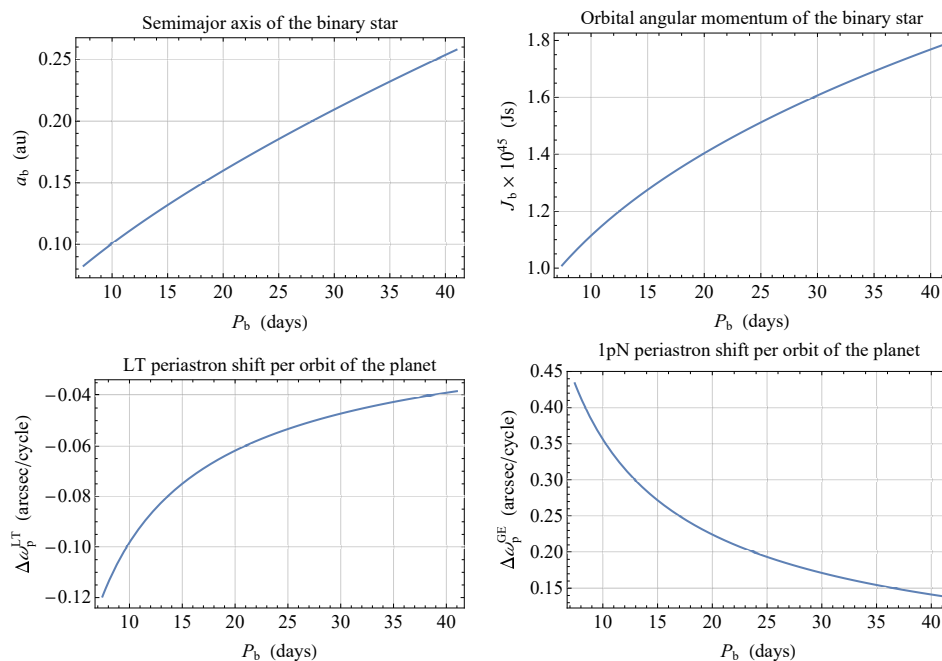 Semimajor axis of the binary star
0.25
0.20
0.15
0.10
a_b (au)
10 15 20 25 30 35 40
P_b (days)
Orbital angular momentum of the binary star
1.8
1.6
1.4
1.2
1.0
J_b × 10^45 (Js)
10 15 20 25 30 35 40
P_b (days)
LT periastron shift per orbit of the planet
−0.04
−0.06
−0.08
−0.10
−0.12
Δω_p^LT (arcsec/cycle)
10 15 20 25 30 35 40
P_b (days)
1pN periastron shift per orbit of the planet
0.45
0.40
0.35
0.30
0.25
0.20
0.15
Δω_p^GE (arcsec/cycle)
10 15 20 25 30 35 40
P_b (days)